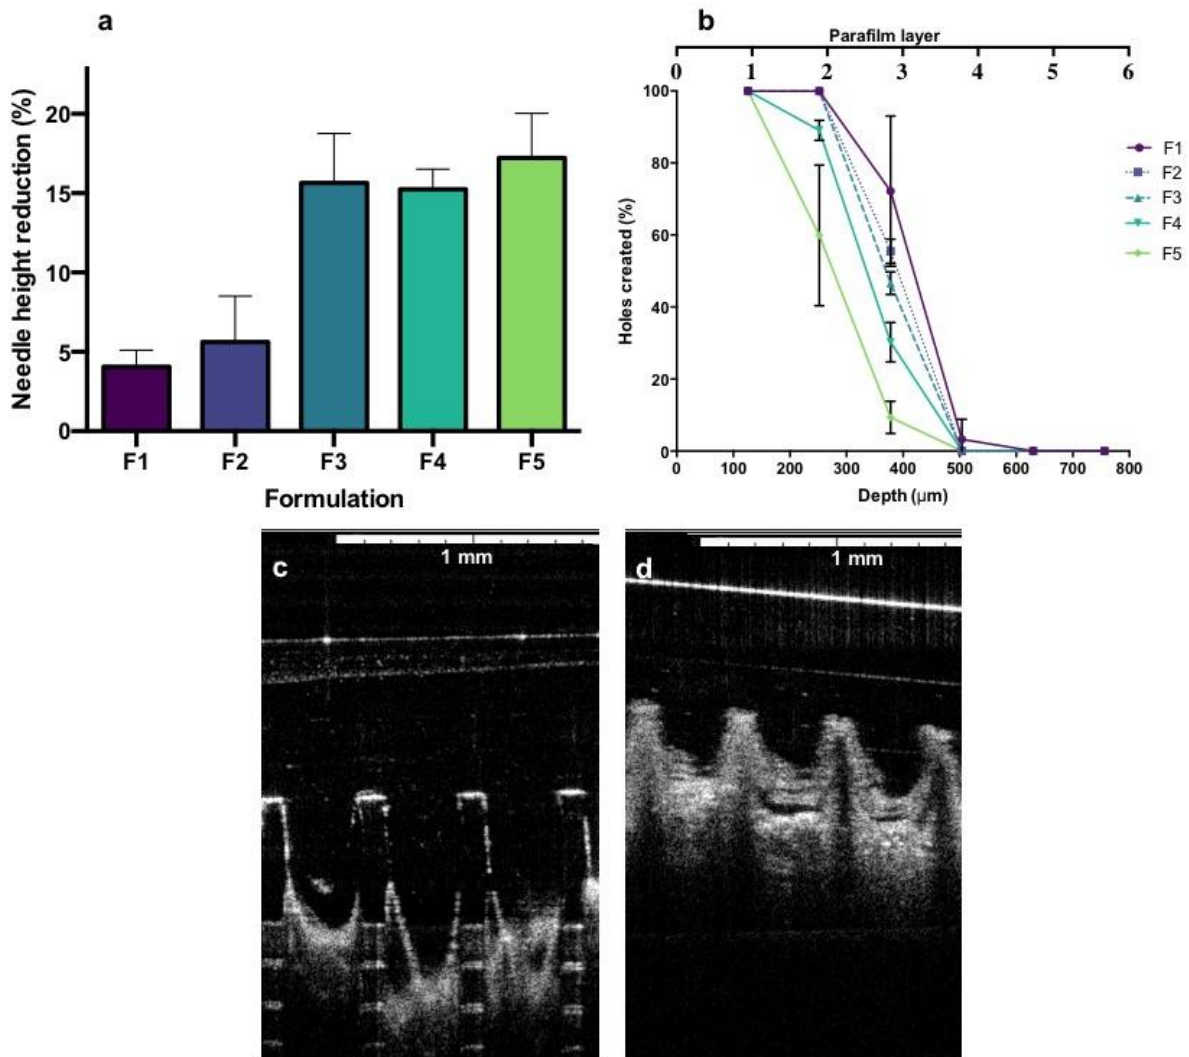 a
Needle height reduction (%)
20
15
10
5
0
F1 F2 F3 F4 F5
Formulation
b
Parafilm layer
0 1 2 3 4 5 6
Holes created (%)
100
80
60
40
20
0
0 100 200 300 400 500 600 700 800
Depth (µm)
F1
F2
F3
F4
F5
c
1 mm
d
1 mm